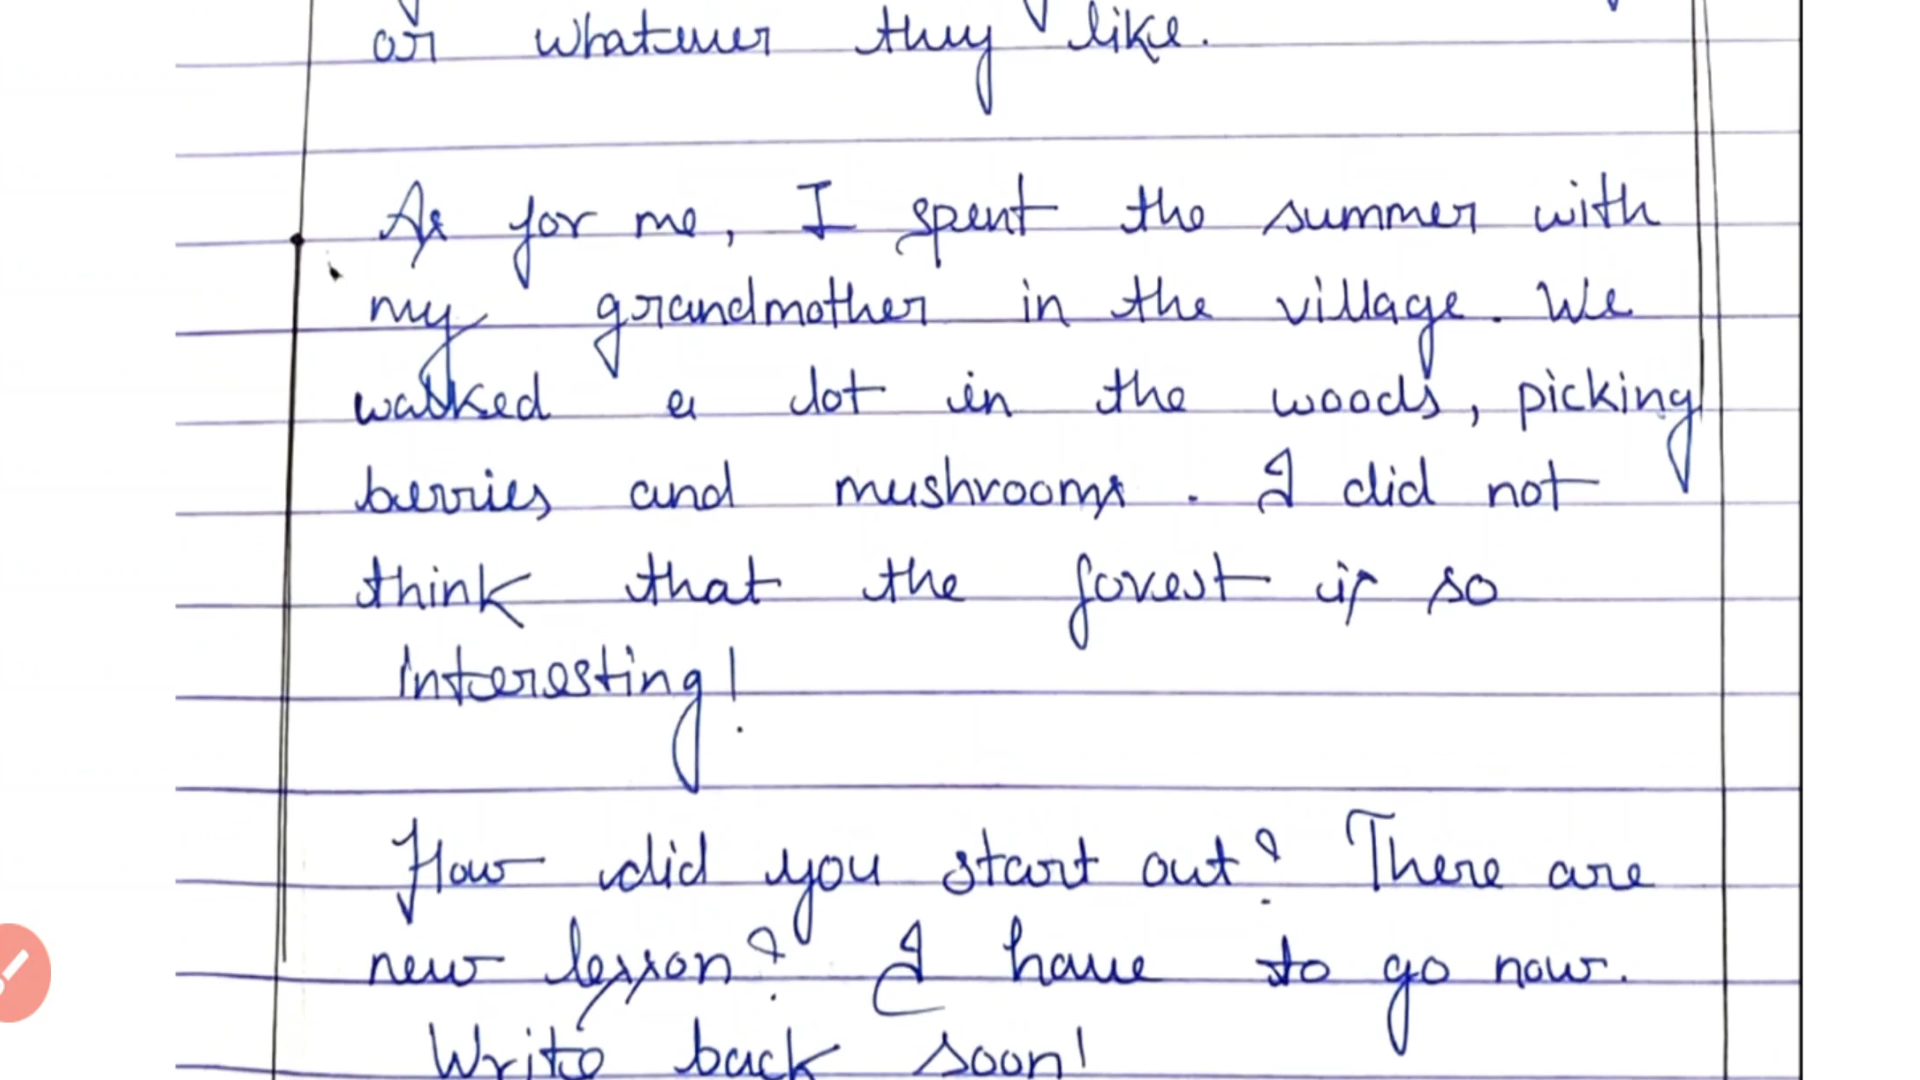 or whatever they like.
As for me, I spent the summer with
my grandmother in the village. We
walked a lot in the woods, picking
berries and mushrooms. I did not
think that the forest is so
interesting!
How did you start out? There are
new lesson? I have to go now.
Write back soon!